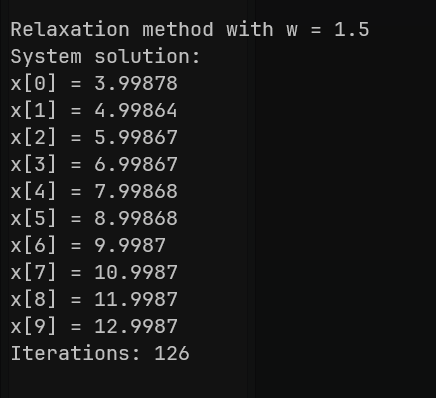 Relaxation method with w = 1.5
System solution:
x[0] = 3.99878
x[1] = 4.99864
x[2] = 5.99867
x[3] = 6.99867
x[4] = 7.99868
x[5] = 8.99868
x[6] = 9.9987
x[7] = 10.9987
x[8] = 11.9987
x[9] = 12.9987
Iterations: 126